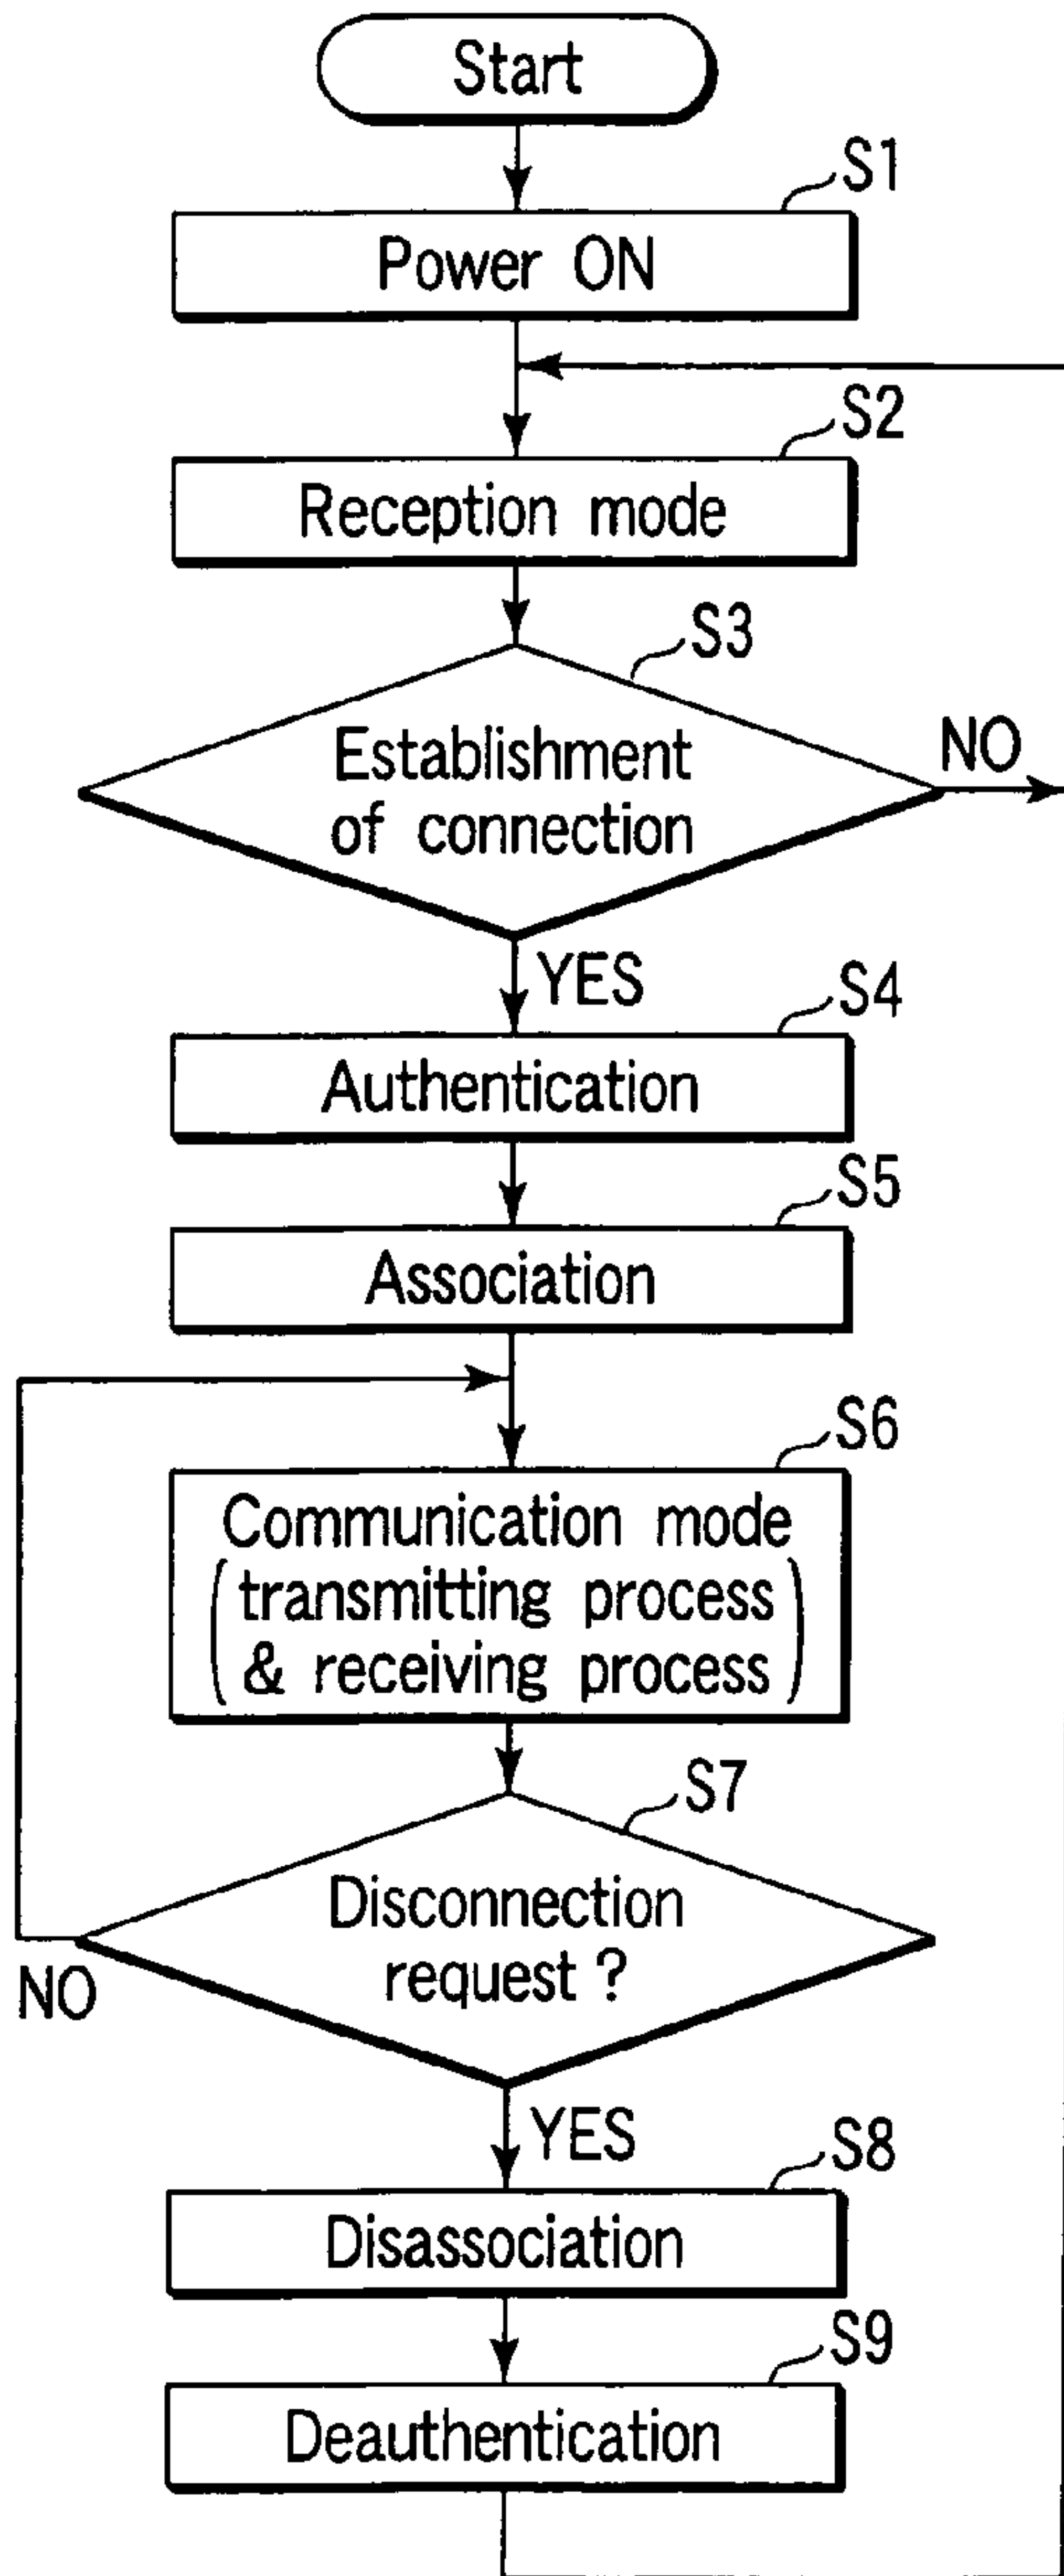 Start
S1
Power ON
S2
Reception mode
S3
Establishment
of connection
NO
YES
S4
Authentication
S5
Association
S6
Communication mode
(transmitting process
& receiving process)
S7
Disconnection
request ?
NO
YES
S8
Disassociation
S9
Deauthentication